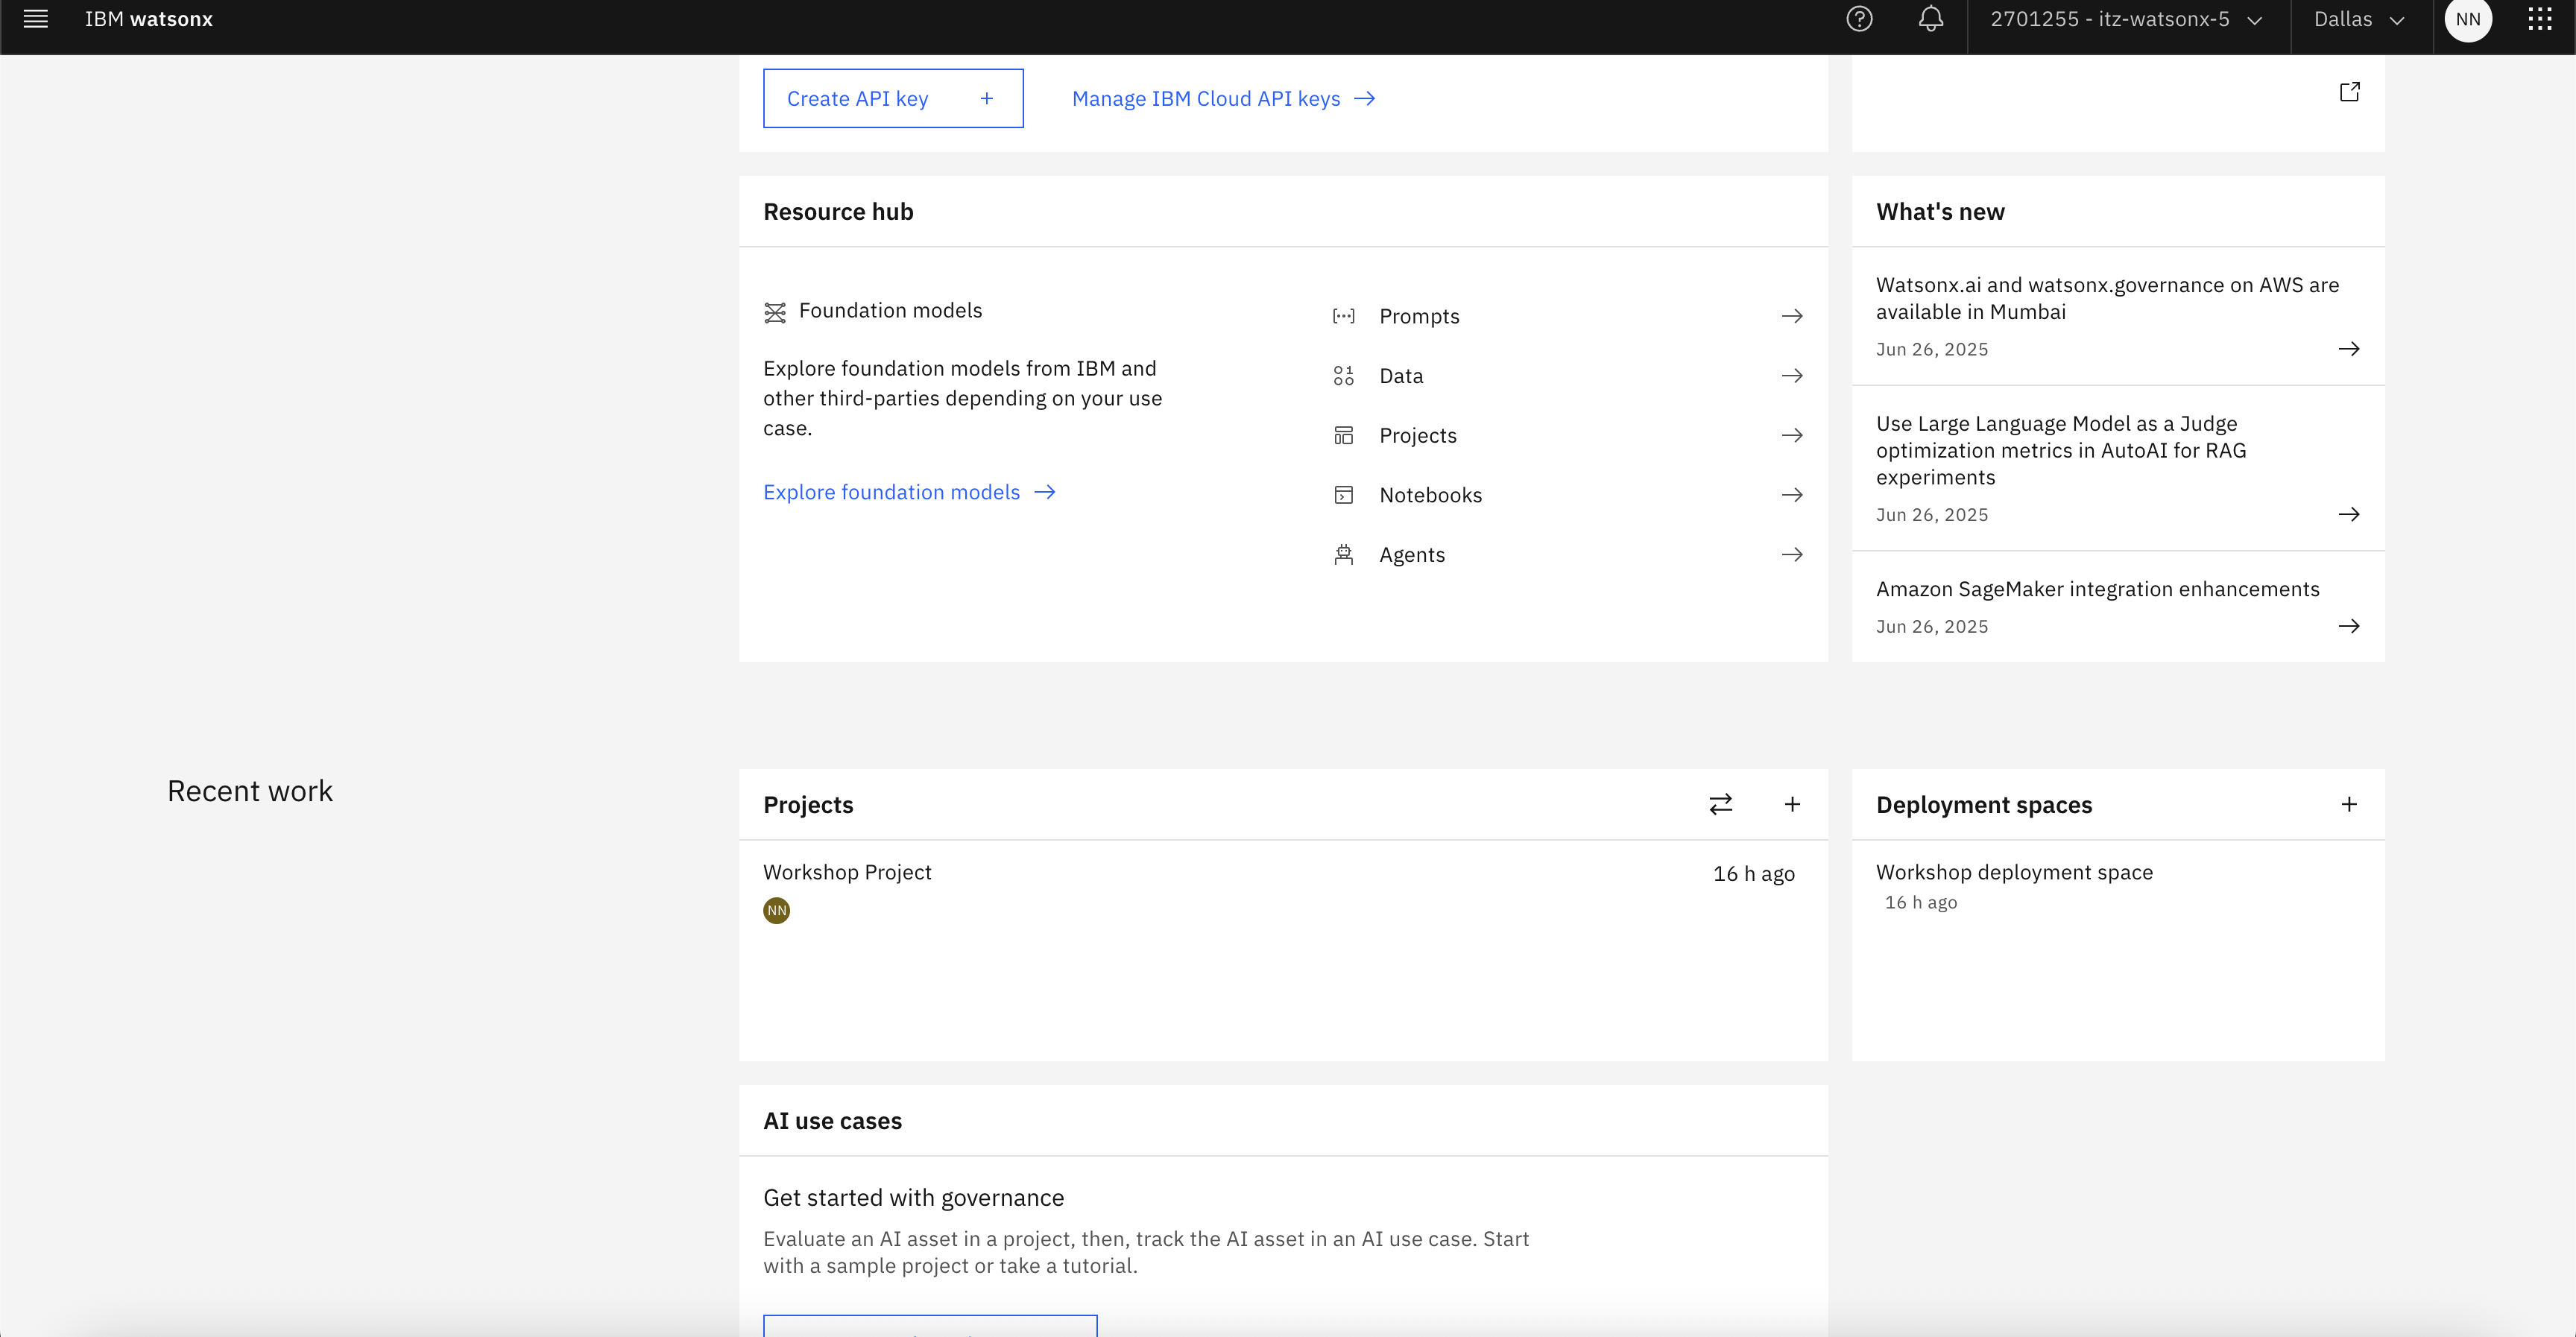 IBM watsonx
2701255 - itz-watsonx-5
Dallas
NN
Create API key +
Manage IBM Cloud API keys →
Resource hub
Foundation models
Explore foundation models from IBM and
other third-parties depending on your use
case.
Explore foundation models →
Prompts →
Data →
Projects →
Notebooks →
Agents →
What's new
Watsonx.ai and watsonx.governance on AWS are
available in Mumbai
Jun 26, 2025 →
Use Large Language Model as a Judge
optimization metrics in AutoAI for RAG
experiments
Jun 26, 2025 →
Amazon SageMaker integration enhancements
Jun 26, 2025 →
Recent work
Projects +
Workshop Project
16 h ago
NN
Deployment spaces +
Workshop deployment space
16 h ago
AI use cases
Get started with governance
Evaluate an AI asset in a project, then, track the AI asset in an AI use case. Start
with a sample project or take a tutorial.